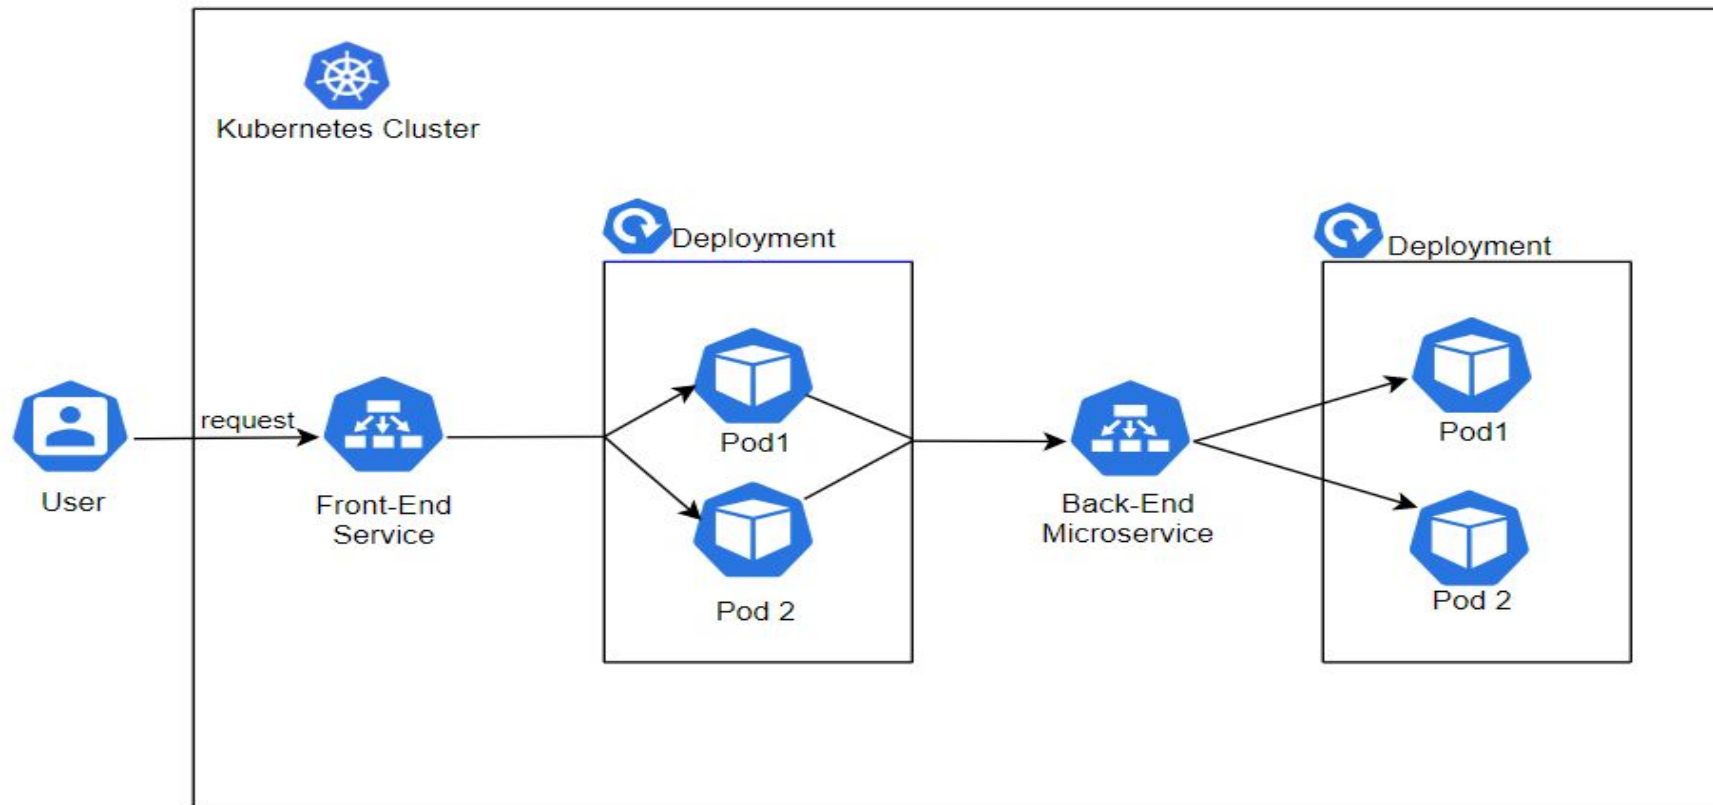 Kubernetes Cluster
Deployment
Deployment
request
User
Front-End
Service
Pod1
Pod 2
Back-End
Microservice
Pod1
Pod 2